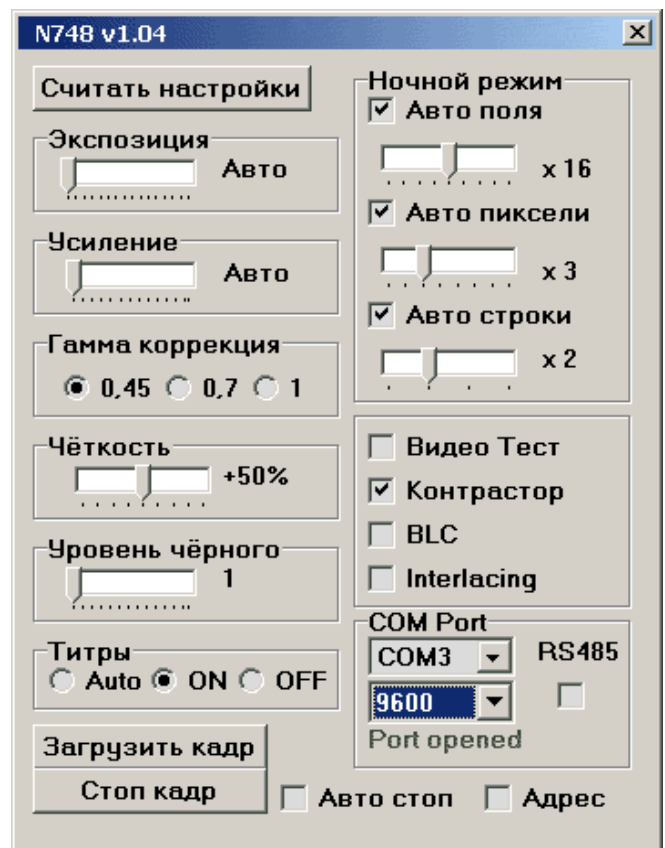 N748 v1.04
Считать настройки
Экспозиция
Авто
Усиление
Авто
Гамма коррекция
0,45 0,7 1
Чёткость
+50%
Уровень чёрного
1
Титры
Auto ON OFF
Загрузить кадр
Стоп кадр
Ночной режим
Авто поля
x 16
Авто пиксели
x 3
Авто строки
x 2
Видео Тест
Контрастор
BLC
Interlacing
COM Port
COM3 RS485
9600
Port opened
Авто стоп Адрес